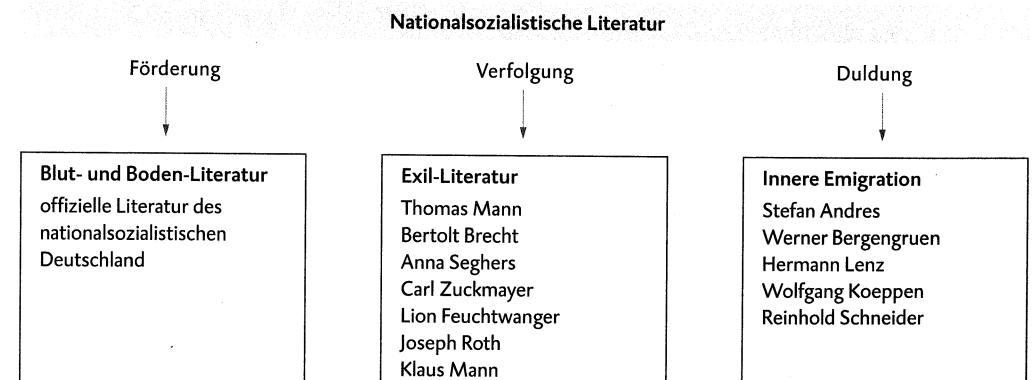 Nationalsozialistische Literatur
Förderung
Verfolgung
Duldung
Blut- und Boden-Literatur
offizielle Literatur des
nationalsozialistischen
Deutschland
Exil-Literatur
Thomas Mann
Bertolt Brecht
Anna Seghers
Carl Zuckmayer
Lion Feuchtwanger
Joseph Roth
Klaus Mann
Innere Emigration
Stefan Andres
Werner Bergengruen
Hermann Lenz
Wolfgang Koeppen
Reinhold Schneider